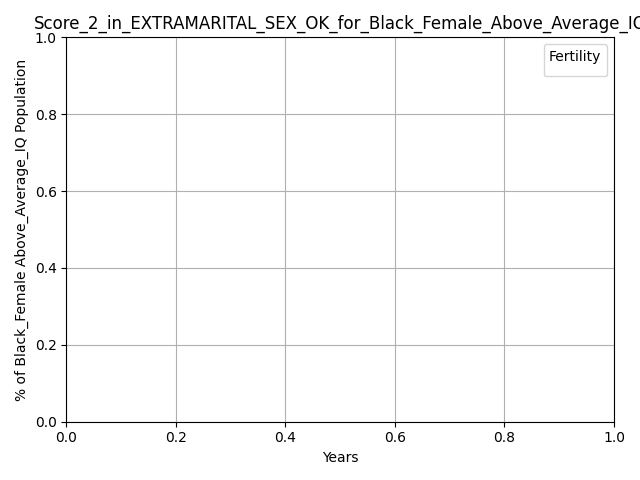 Score_2_in_EXTRAMARITAL_SEX_OK_for_Black_Female_Above_Average_IQ
Fertility
% of Black_Female Above_Average_IQ Population
1.0
0.8
0.6
0.4
0.2
0.0
0.0 0.2 0.4 0.6 0.8 1.0
Years